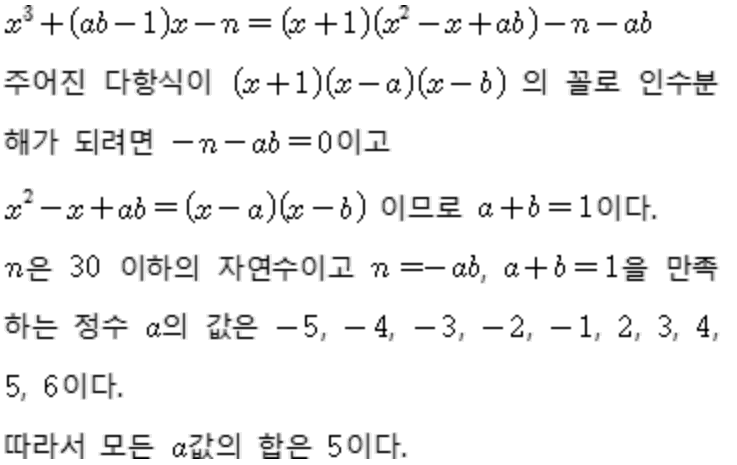 x³+(ab−1)x−n=(x+1)(x²−x+ab)−n−ab
주어진 다항식이 (x+1)(x−a)(x−b) 의 꼴로 인수분
해가 되려면 −n−ab=0이고
x²−x+ab=(x−a)(x−b) 이므로 a+b=1이다.
n은 30 이하의 자연수이고 n=−ab, a+b=1을 만족
하는 정수 a의 값은 −5, −4, −3, −2, −1, 2, 3, 4,
5, 6이다.
따라서 모든 a값의 합은 5이다.